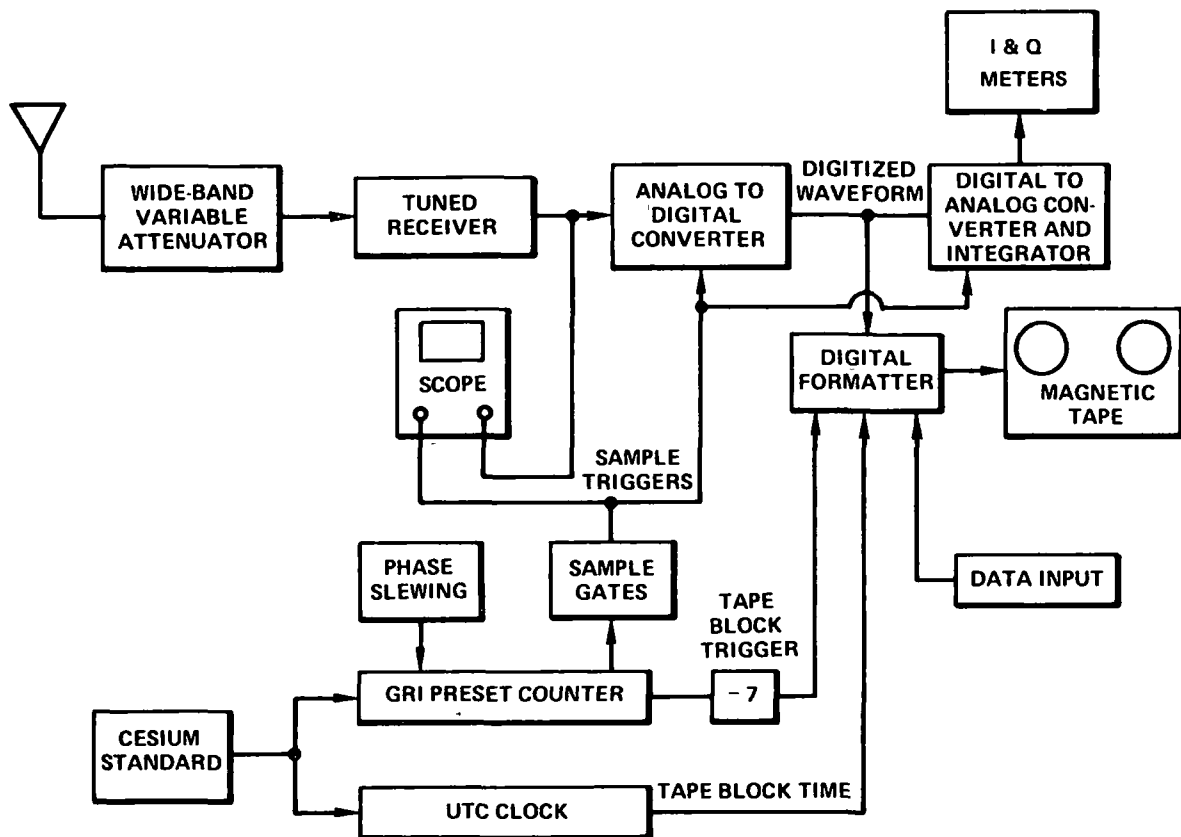 I & Q
METERS
WIDE-BAND
VARIABLE
ATTENUATOR
TUNED
RECEIVER
ANALOG TO
DIGITAL
CONVERTER
DIGITIZED
WAVEFORM
DIGITAL TO
ANALOG CON-
VERTER AND
INTEGRATOR
SCOPE
DIGITAL
FORMATTER
MAGNETIC
TAPE
SAMPLE
TRIGGERS
PHASE
SLEWING
SAMPLE
GATES
TAPE
BLOCK
TRIGGER
DATA INPUT
GRI PRESET COUNTER
- 7
CESIUM
STANDARD
UTC CLOCK
TAPE BLOCK TIME